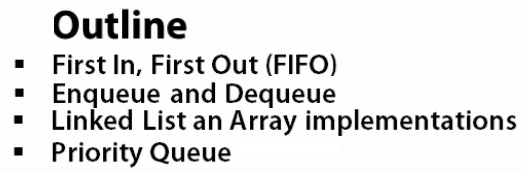 Outline
▪ First In, First Out (FIFO)
▪ Enqueue and Dequeue
▪ Linked List an Array implementations
▪ Priority Queue